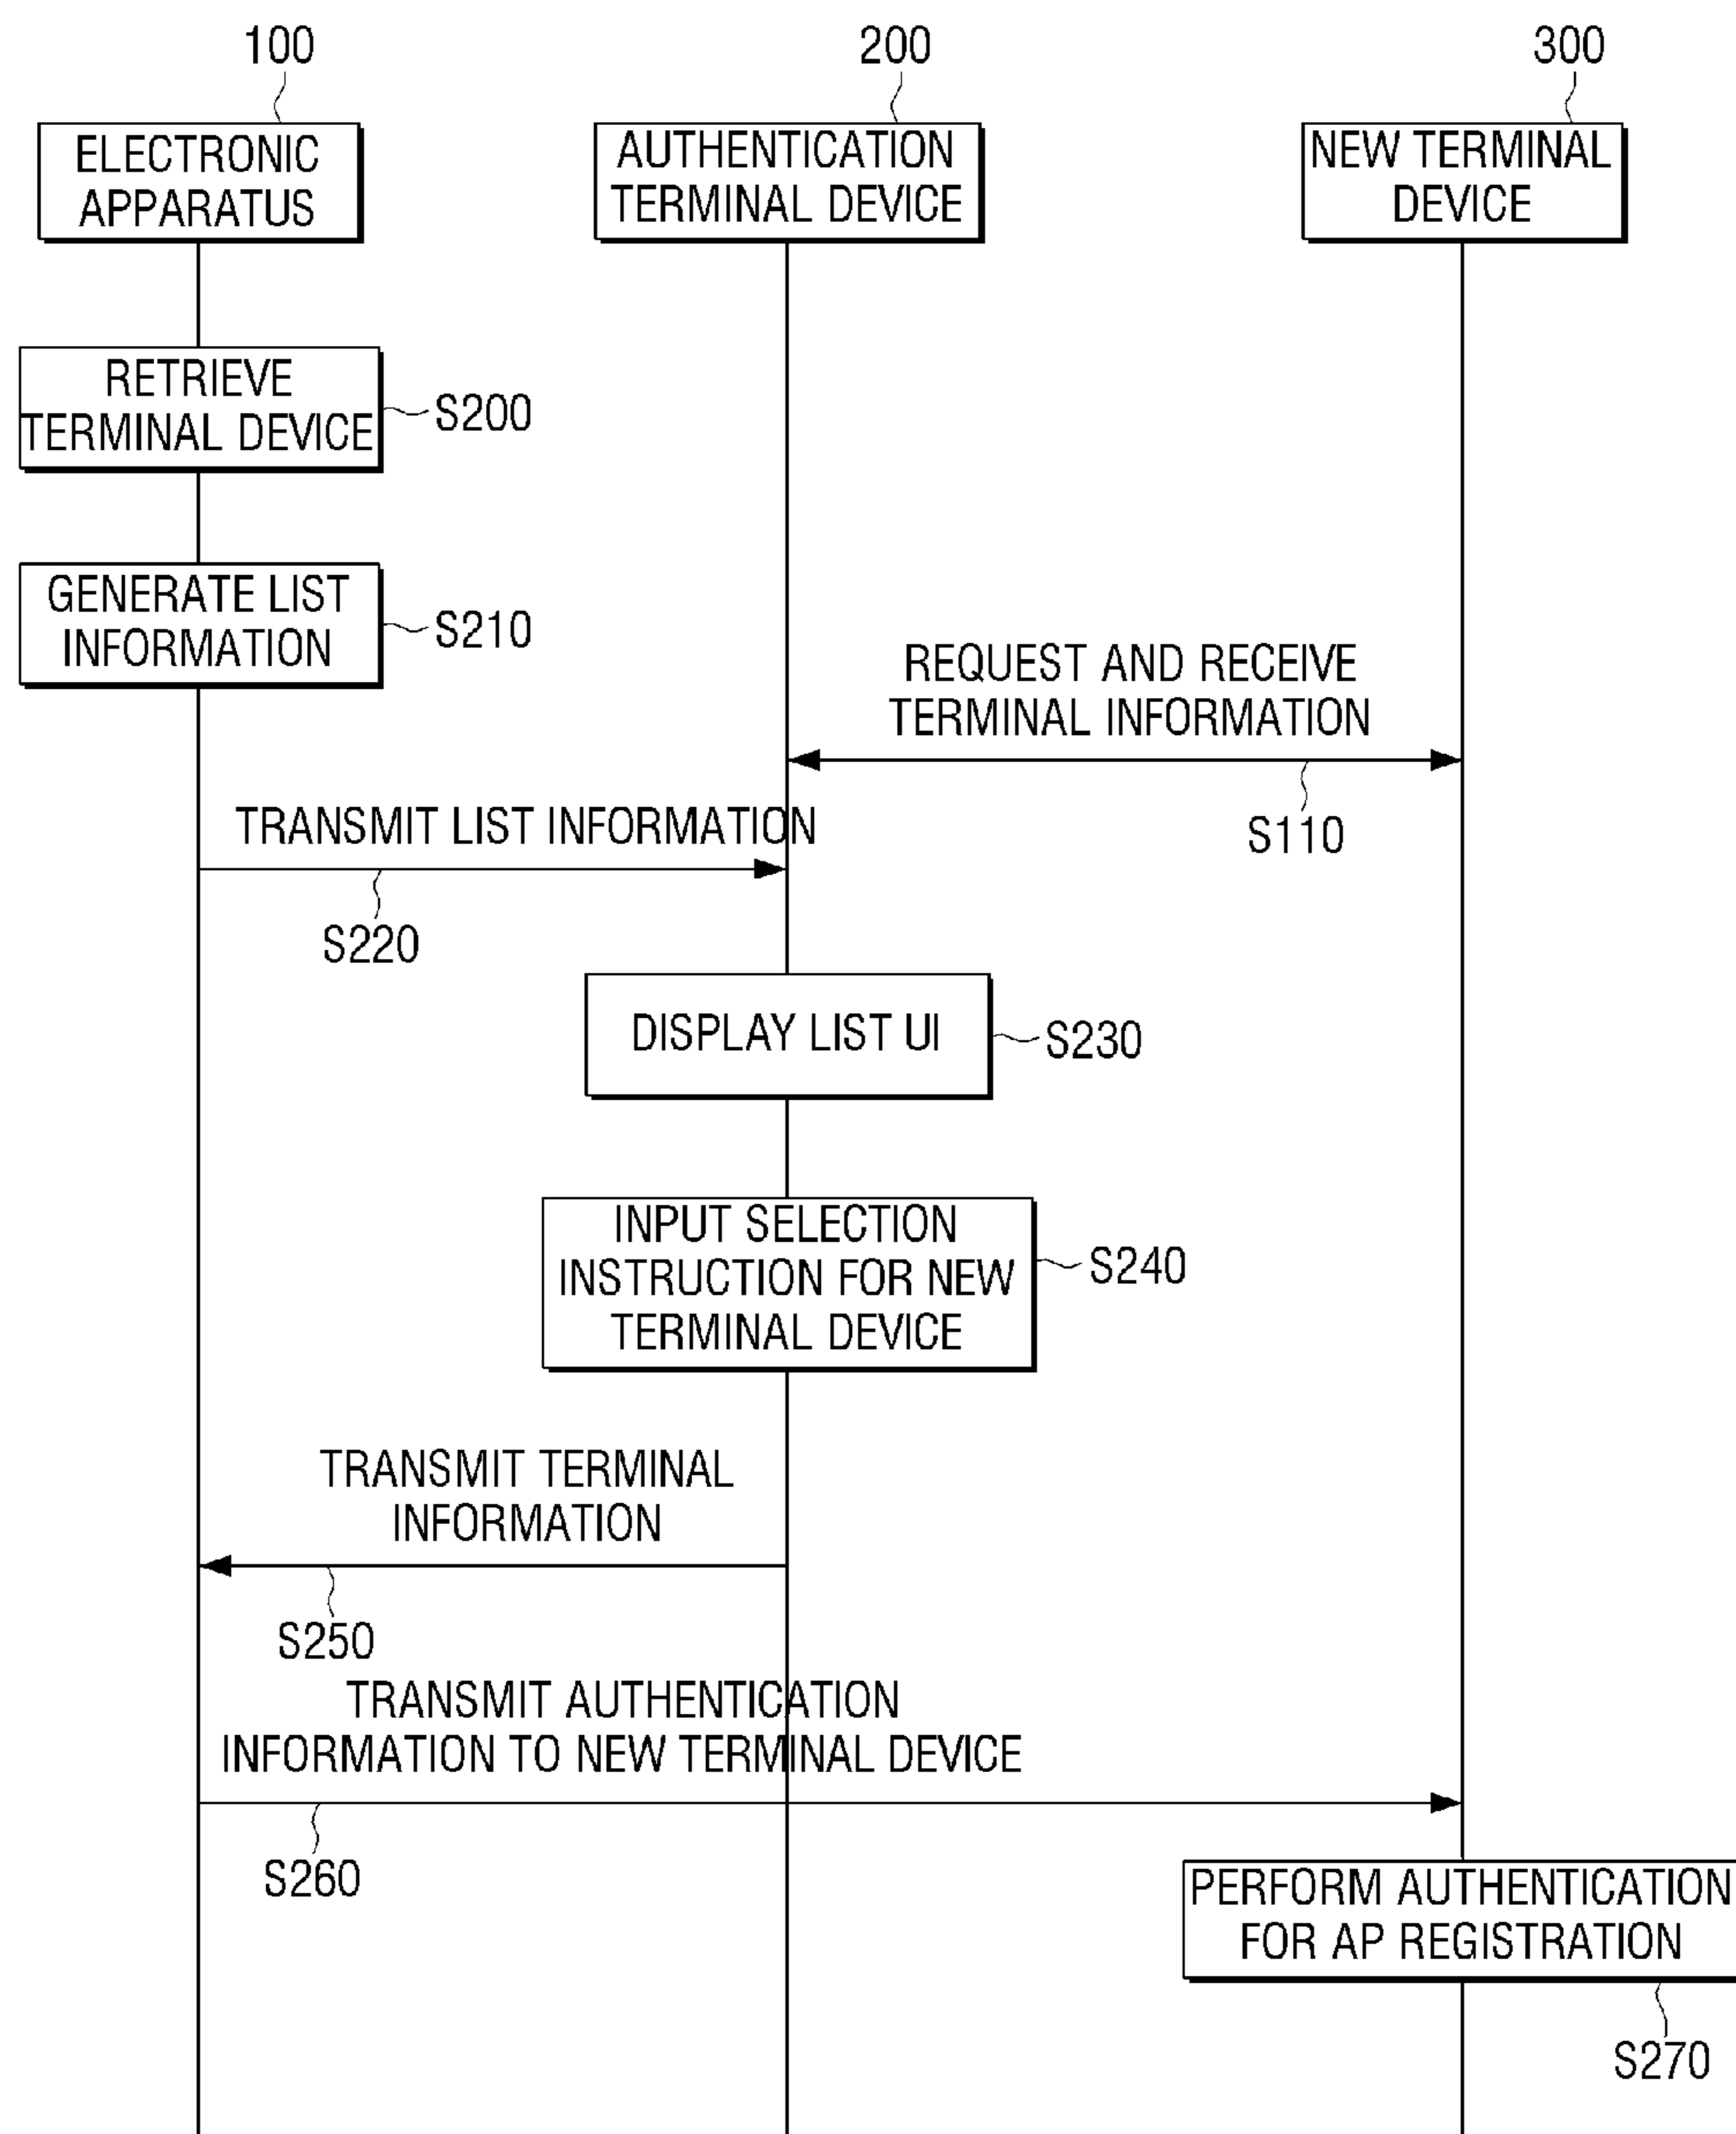 100
200
300
ELECTRONIC
APPARATUS
AUTHENTICATION
TERMINAL DEVICE
NEW TERMINAL
DEVICE
RETRIEVE
TERMINAL DEVICE
S200
GENERATE LIST
INFORMATION
S210
REQUEST AND RECEIVE
TERMINAL INFORMATION
S110
TRANSMIT LIST INFORMATION
S220
DISPLAY LIST UI
S230
INPUT SELECTION
INSTRUCTION FOR NEW
TERMINAL DEVICE
S240
TRANSMIT TERMINAL
INFORMATION
S250
TRANSMIT AUTHENTICATION
INFORMATION TO NEW TERMINAL DEVICE
S260
PERFORM AUTHENTICATION
FOR AP REGISTRATION
S270